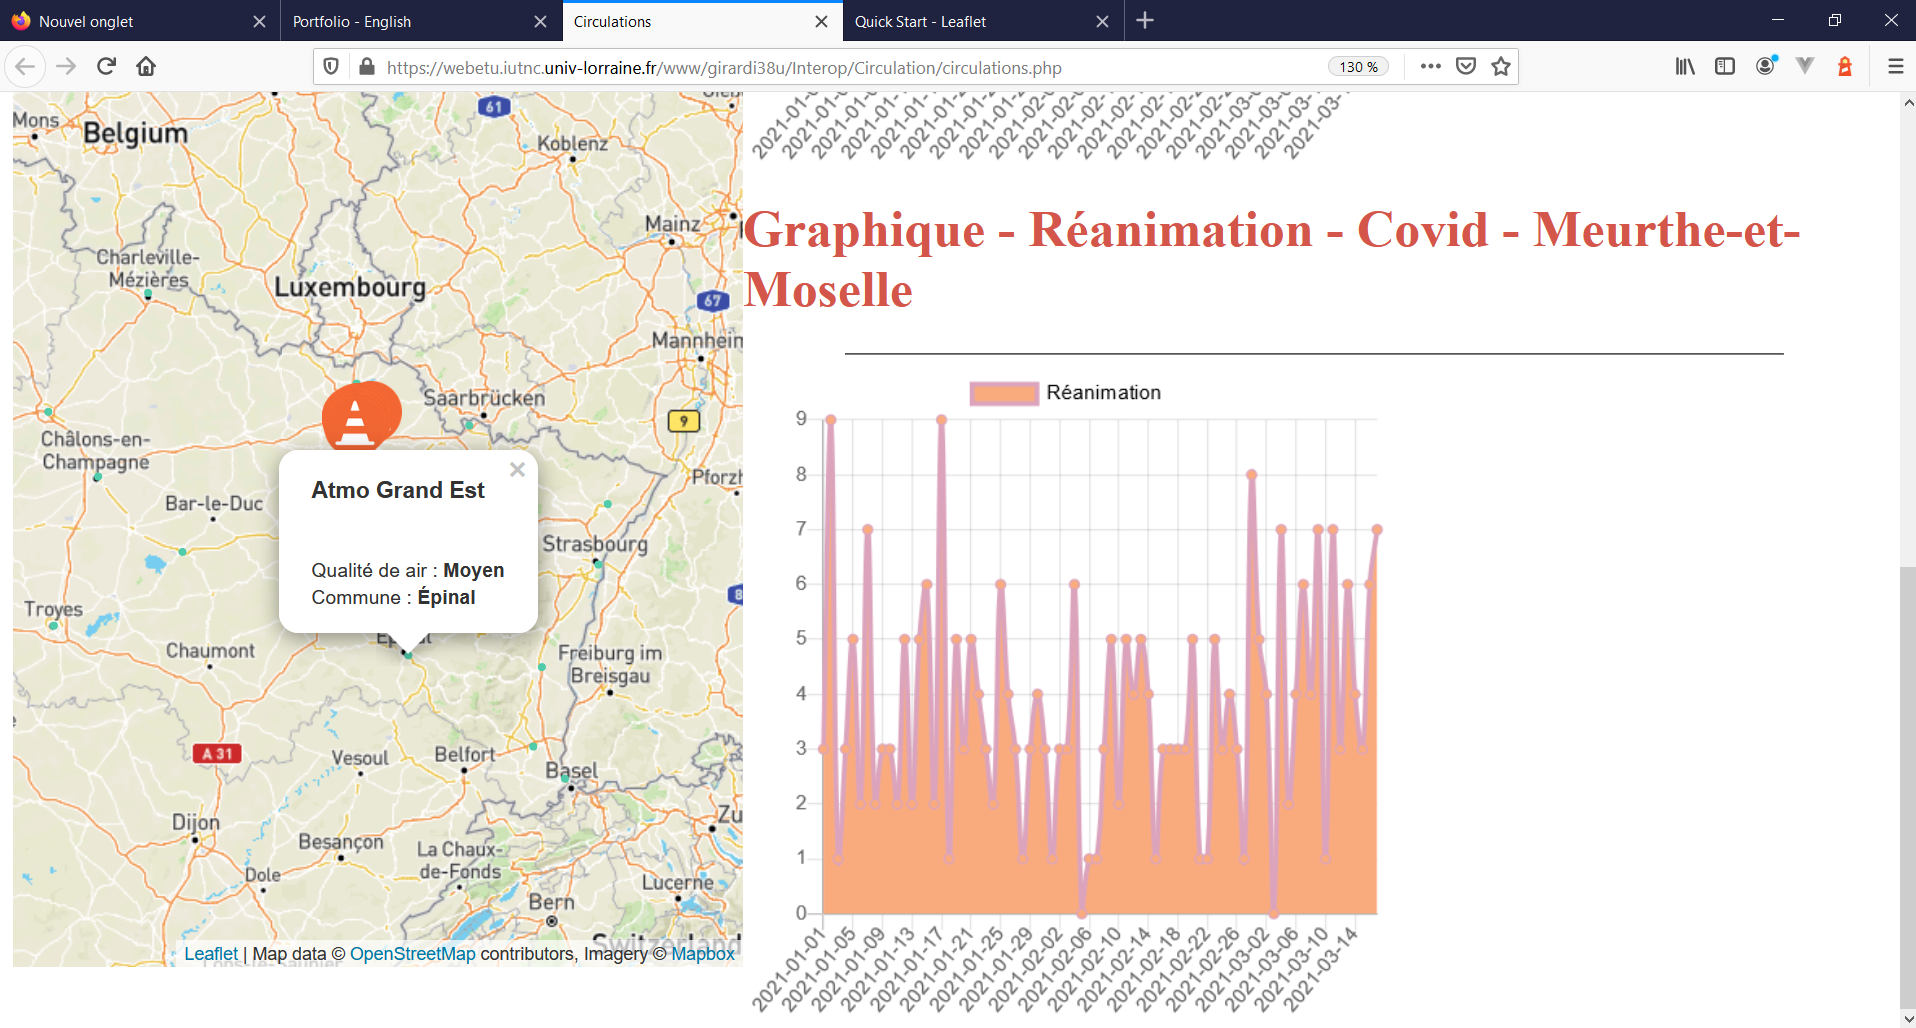 Nouvel onglet
Portfolio - English
Circulations
Quick Start - Leaflet
https://webetu.iutnc.univ-lorraine.fr/www/girardi38u/Interop/Circulation/circulations.php
130 %
Mons
Belgium
61
Koblenz
Mainz
Charleville-
Mézières
Luxembourg
67
Mannhein
Saarbrücken
9
Châlons-en-
Champagne
Pforzh
Bar-le-Duc
Strasbourg
8
Troyes
Chaumont
Freiburg im
Breisgau
A 31
Vesoul
Belfort
Basel
Dijon
Zu
Besançon
La Chaux-
de-Fonds
Dole
Lucerne
Bern
Switzerland
Atmo Grand Est
×
Qualité de air : Moyen
Commune : Épinal
Épinal
Leaflet | Map data © OpenStreetMap contributors, Imagery © Mapbox
Graphique - Réanimation - Covid - Meurthe-et-
Moselle
Réanimation
9
8
7
6
5
4
3
2
1
0
2021-01-01
2021-01-05
2021-01-09
2021-01-13
2021-01-17
2021-01-21
2021-01-25
2021-01-29
2021-02-02
2021-02-06
2021-02-10
2021-02-14
2021-02-18
2021-02-22
2021-02-26
2021-03-02
2021-03-06
2021-03-10
2021-03-14